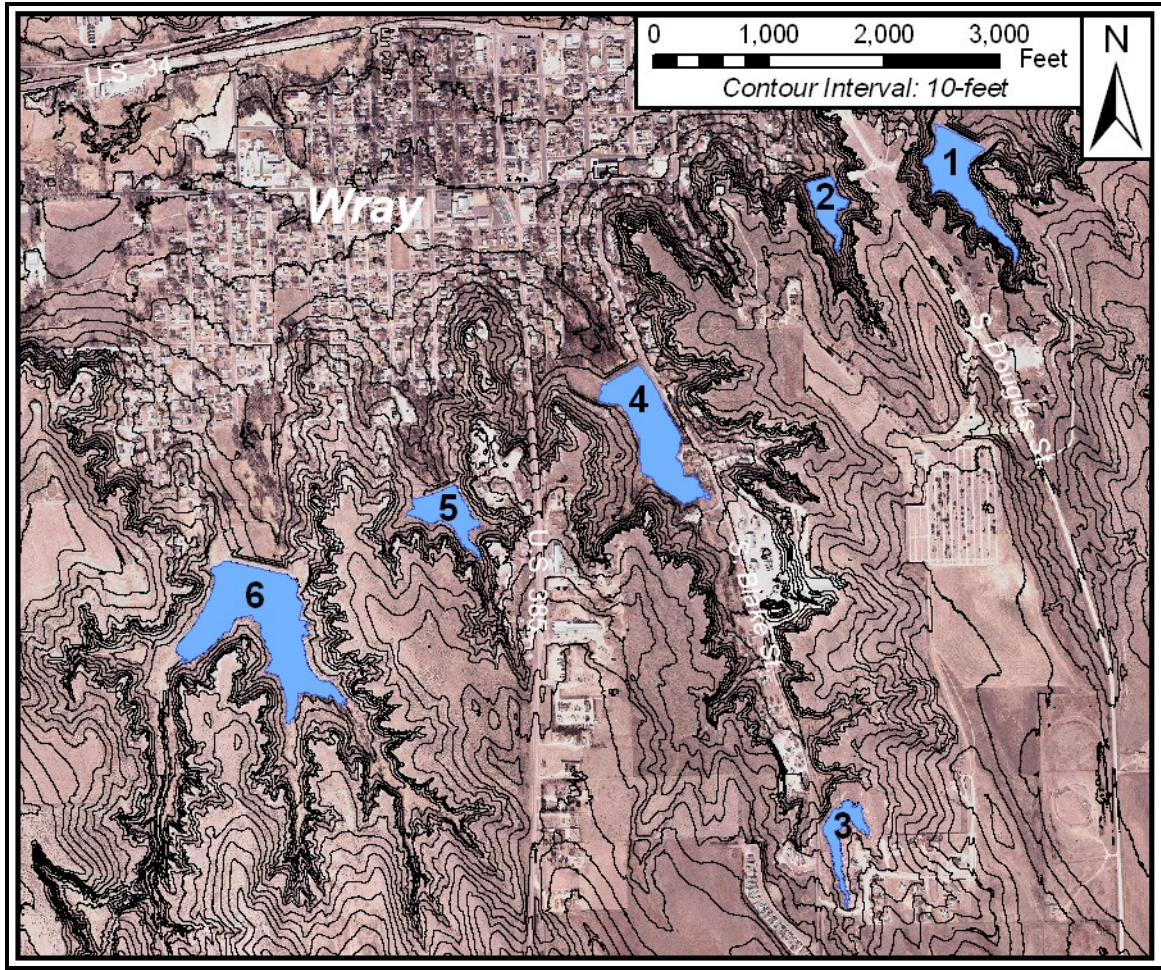 0 1,000 2,000 3,000
Feet
Contour Interval: 10-feet
N
U.S. 34
Wray
1
2
S. Douglas St.
4
5
U.S. 385
S. Blake St.
6
3